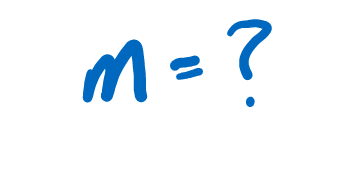 m = ?